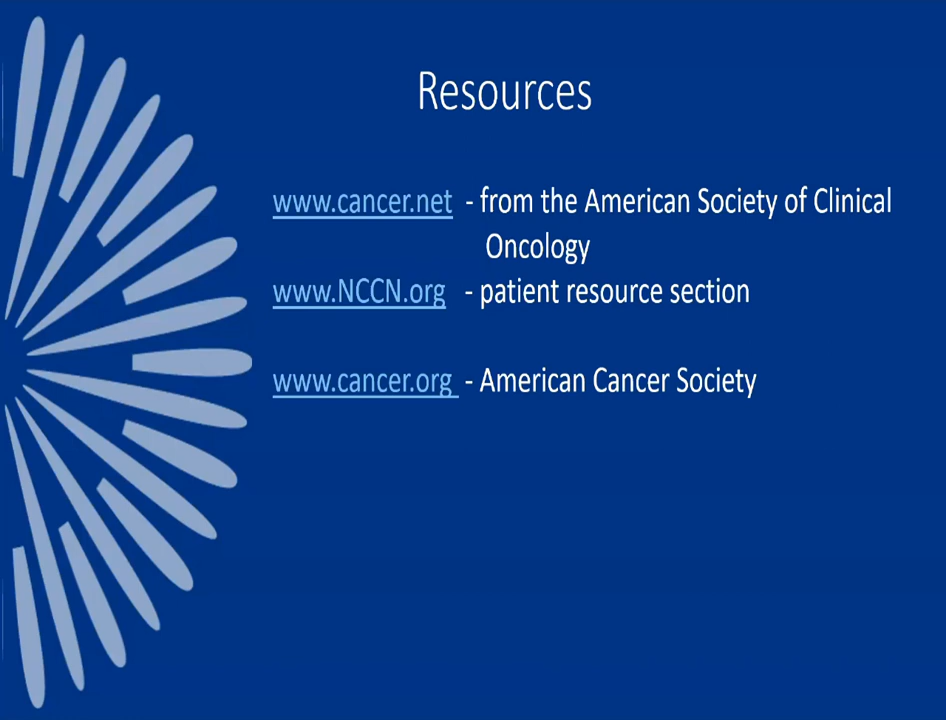 Resources
www.cancer.net - from the American Society of Clinical
Oncology
www.NCCN.org - patient resource section
www.cancer.org - American Cancer Society